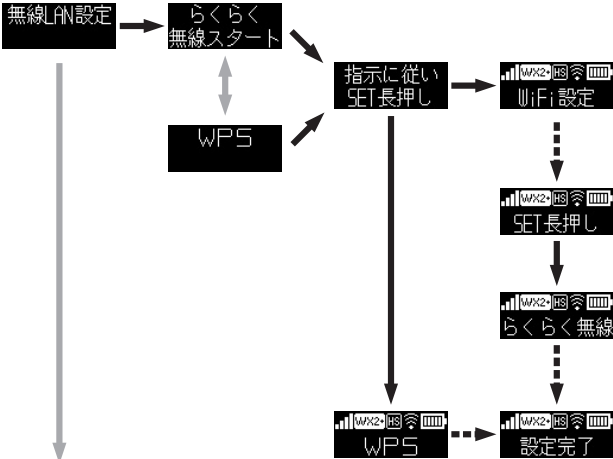 無線LAN設定
らくらく
無線スタート
WPS
指示に従い
SET長押し
WX2+ HS
WiFi設定
WX2+ HS
SET長押し
WX2+ HS
らくらく無線
WX2+ HS
WPS
WX2+ HS
設定完了